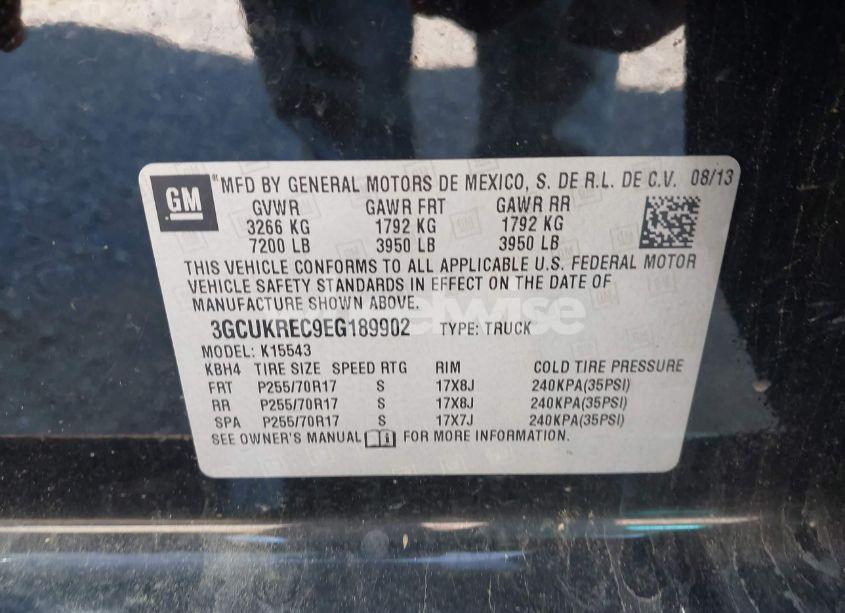 GM ® MFD BY GENERAL MOTORS DE MEXICO, S. DE R.L. DE C.V. 08/13
GVWR GAWR FRT GAWR RR
3266 KG 1792 KG 1792 KG
7200 LB 3950 LB 3950 LB
THIS VEHICLE CONFORMS TO ALL APPLICABLE U.S. FEDERAL MOTOR
VEHICLE SAFETY STANDARDS IN EFFECT ON THE DATE OF
MANUFACTURE SHOWN ABOVE.
3GCUKREC9EG189902 TYPE: TRUCK
MODEL: K15543
KBH4 TIRE SIZE SPEED RTG RIM COLD TIRE PRESSURE
FRT P255/70R17 S 17X8J 240KPA(35PSI)
RR P255/70R17 S 17X8J 240KPA(35PSI)
SPA P255/70R17 S 17X7J 240KPA(35PSI)
SEE OWNER'S MANUAL FOR MORE INFORMATION.